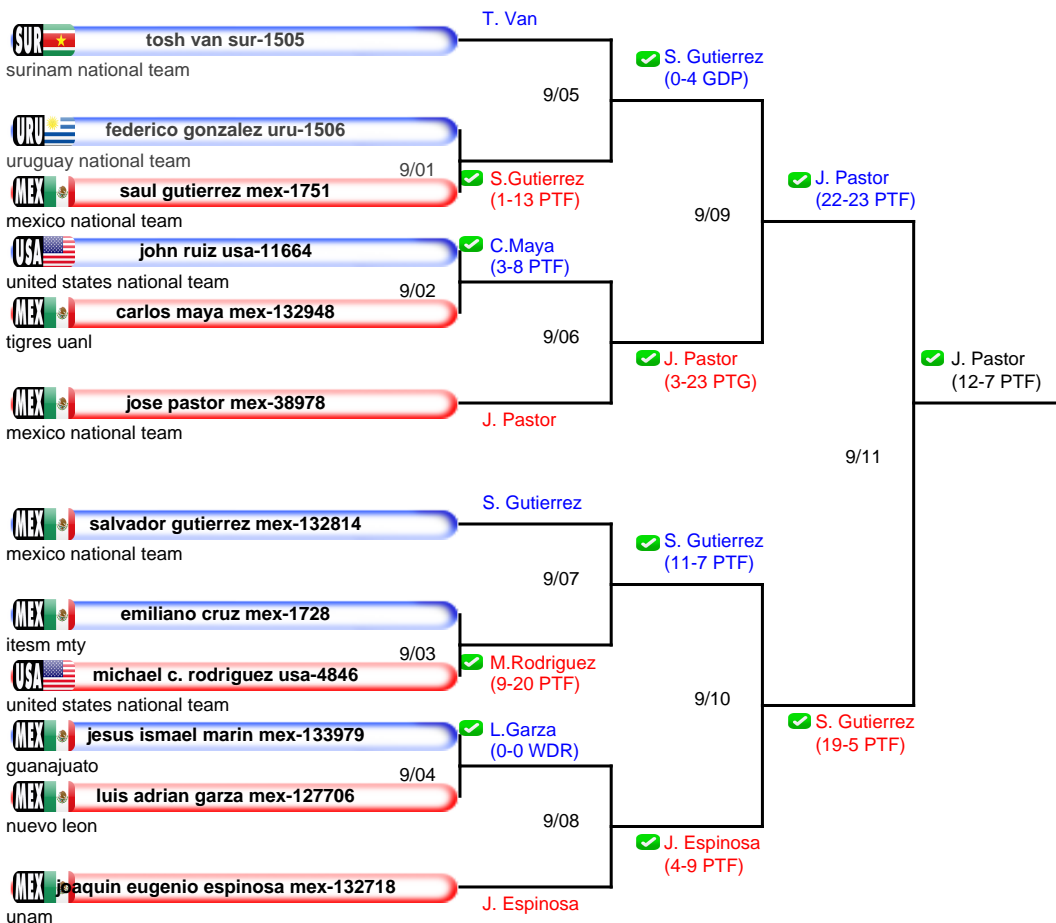 T. Van
SUR tosh van sur-1505
surinam national team
S. Gutierrez
(0-4 GDP)
9/05
URU federico gonzalez uru-1506
uruguay national team
9/01
MEX saul gutierrez mex-1751
mexico national team
S.Gutierrez
(1-13 PTF)
J. Pastor
(22-23 PTF)
9/09
USA john ruiz usa-11664
united states national team
C.Maya
(3-8 PTF)
9/02
MEX carlos maya mex-132948
tigres uanl
9/06
J. Pastor
(3-23 PTG)
J. Pastor
(12-7 PTF)
MEX jose pastor mex-38978
mexico national team
J. Pastor
9/11
S. Gutierrez
MEX salvador gutierrez mex-132814
mexico national team
S. Gutierrez
(11-7 PTF)
9/07
MEX emiliano cruz mex-1728
itesm mty
9/03
USA michael c. rodriguez usa-4846
united states national team
M.Rodriguez
(9-20 PTF)
9/10
S. Gutierrez
(19-5 PTF)
MEX jesus ismael marin mex-133979
guanajuato
L.Garza
(0-0 WDR)
9/04
MEX luis adrian garza mex-127706
nuevo leon
9/08
J. Espinosa
(4-9 PTF)
MEX joaquin eugenio espinosa mex-132718
unam
J. Espinosa